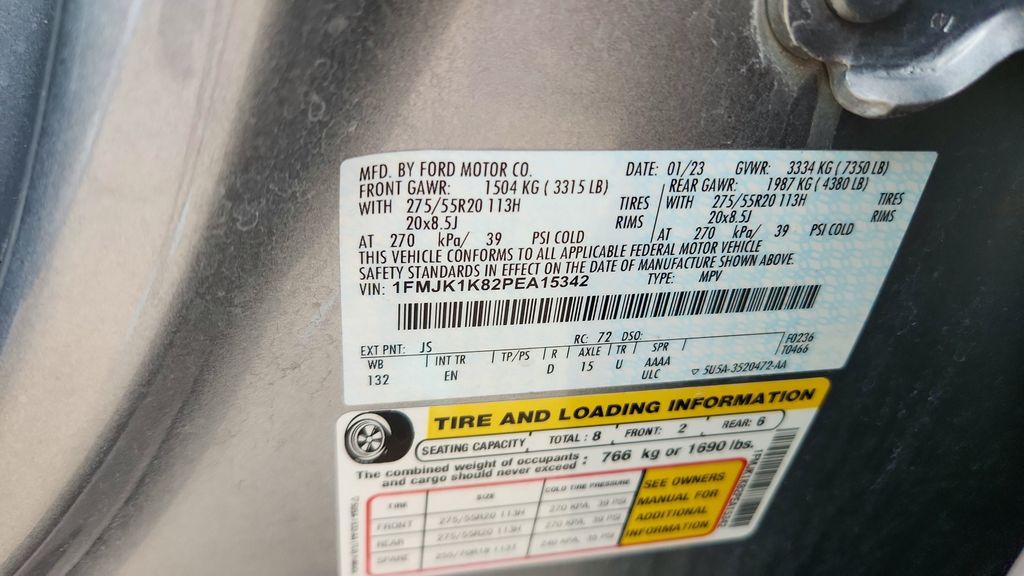 MFD. BY FORD MOTOR CO. DATE: 01/23 GVWR: 3334 KG ( 7350 LB)
FRONT GAWR: 1504 KG ( 3315 LB) REAR GAWR: 1987 KG ( 4380 LB)
WITH 275/55R20 113H TIRES WITH 275/55R20 113H TIRES
20x8.5J RIMS 20x8.5J RIMS
AT 270 kPa/ 39 PSI COLD AT 270 kPa/ 39 PSI COLD
THIS VEHICLE CONFORMS TO ALL APPLICABLE FEDERAL MOTOR VEHICLE
SAFETY STANDARDS IN EFFECT ON THE DATE OF MANUFACTURE SHOWN ABOVE.
VIN: 1FMJK1K82PEA15342 TYPE: MPV
EXT PNT: JS RC: 72 DSO: F0236
WB INT TR TP/PS R AXLE TR SPR T0466
132 EN D 15 U AAAA
ULC ▽ 5U5A-3520472-AA
TIRE AND LOADING INFORMATION
SEATING CAPACITY TOTAL : 8 FRONT: 2 REAR: 6
The combined weight of occupants : 766 kg or 1690 lbs.
and cargo should never exceed
TIRE SIZE COLD TIRE PRESSURE SEE OWNERS
FRONT 275/55R20 113H 270 KPA, 39 PSI MANUAL FOR
REAR 275/55R20 113H 270 KPA, 39 PSI ADDITIONAL
SPARE INFORMATION